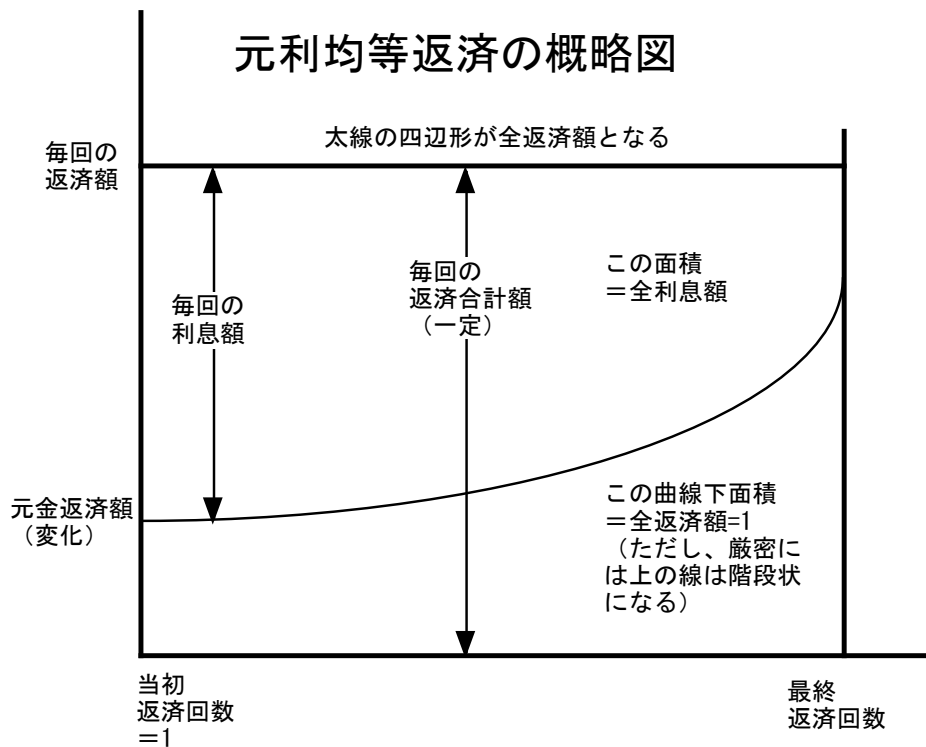 元利均等返済の概略図
太線の四辺形が全返済額となる
毎回の
返済額
毎回の
利息額
毎回の
返済合計額
（一定）
この面積
＝全利息額
元金返済額
（変化）
この曲線下面積
＝全返済額=1
（ただし、厳密に
は上の線は階段状
になる）
当初
返済回数
＝1
最終
返済回数